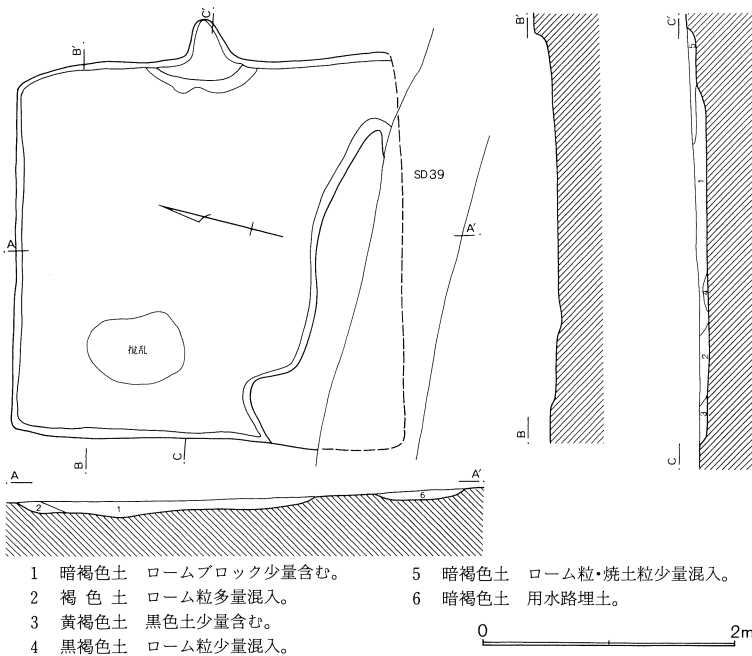 C'
B'
B'
C'
5
SD39
1
A
A'
4
撹乱
2
3
B
C
B
C
A
A'
2
1
6
1 暗褐色土 ロームブロック少量含む。
2 褐色土 ローム粒多量混入。
3 黄褐色土 黒色土少量含む。
4 黒褐色土 ローム粒少量混入。
5 暗褐色土 ローム粒・焼土粒少量混入。
6 暗褐色土 用水路埋土。
0 2m